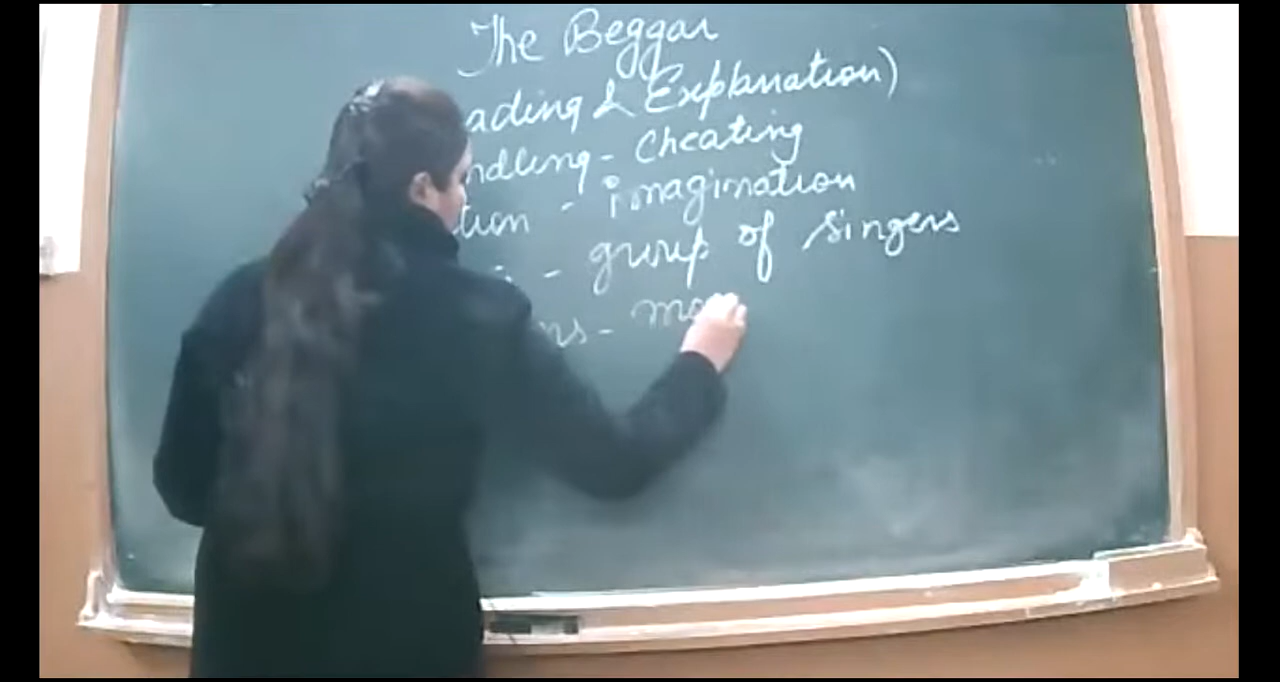 The Beggar
ading & Explanation)
ndling - Cheating
tion - imagination
- group of singers
ns -